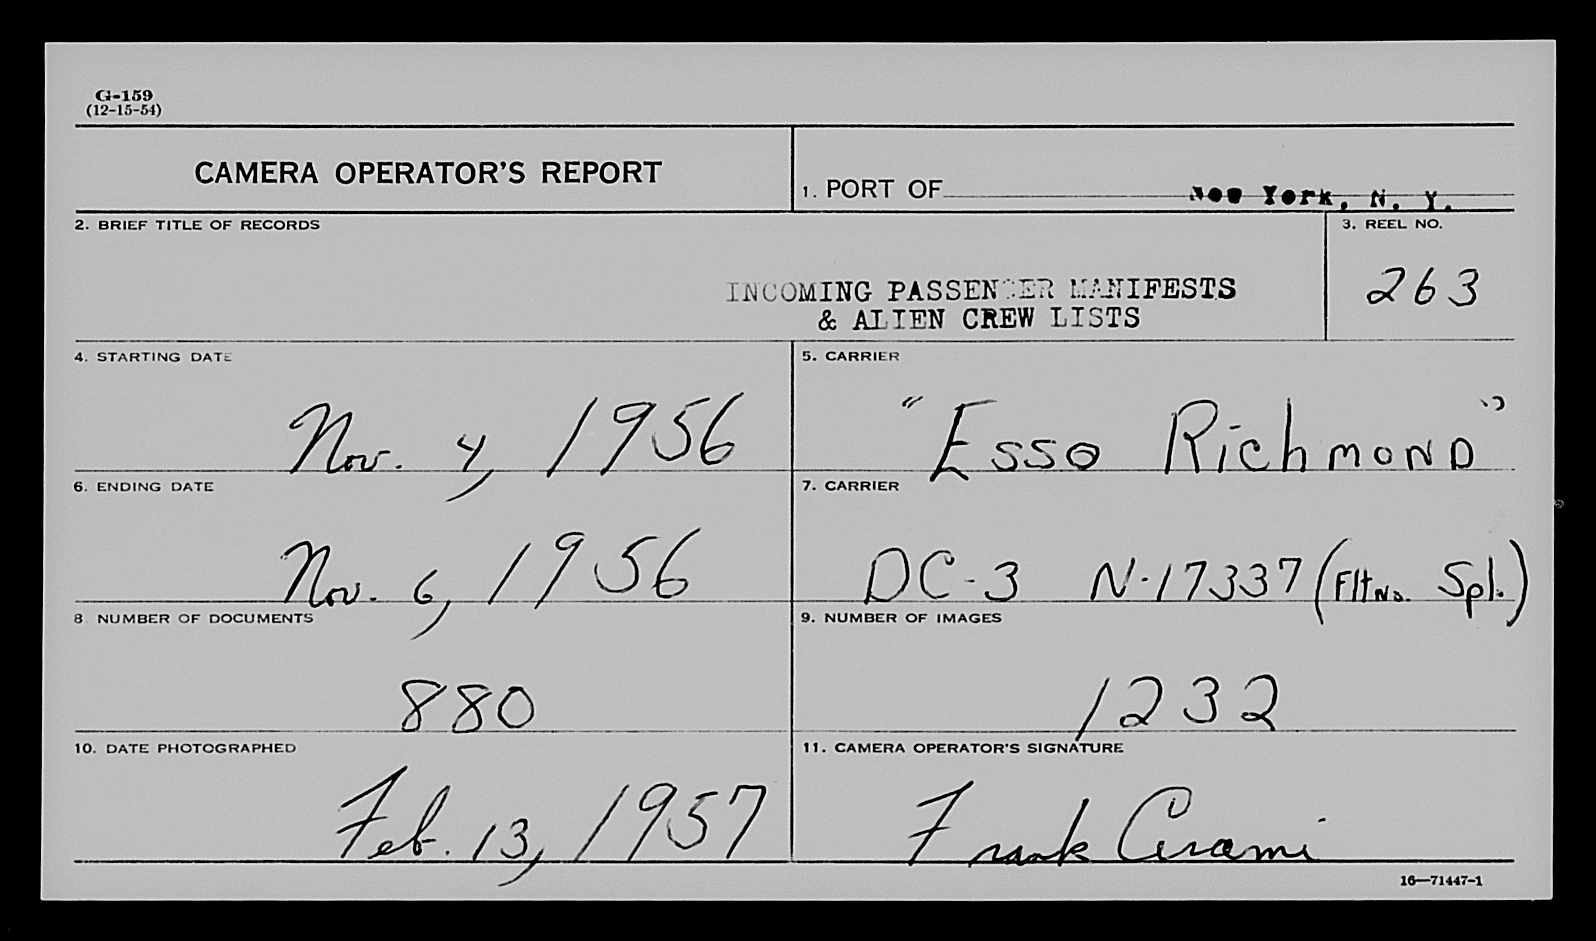 G-159
(12-15-54)
CAMERA OPERATOR'S REPORT
1. PORT OF New York, N. Y.
2. BRIEF TITLE OF RECORDS
INCOMING PASSENGER MANIFESTS
& ALIEN CREW LISTS
3. REEL NO.
263
4. STARTING DATE
Nov. 4, 1956
5. CARRIER
"Esso Richmond"
6. ENDING DATE
Nov. 6, 1956
7. CARRIER
DC-3 N-17337 (Flt No. Spl.)
8. NUMBER OF DOCUMENTS
880
9. NUMBER OF IMAGES
1232
10. DATE PHOTOGRAPHED
Feb. 13, 1957
11. CAMERA OPERATOR'S SIGNATURE
Frank Cerami
16—71447-1